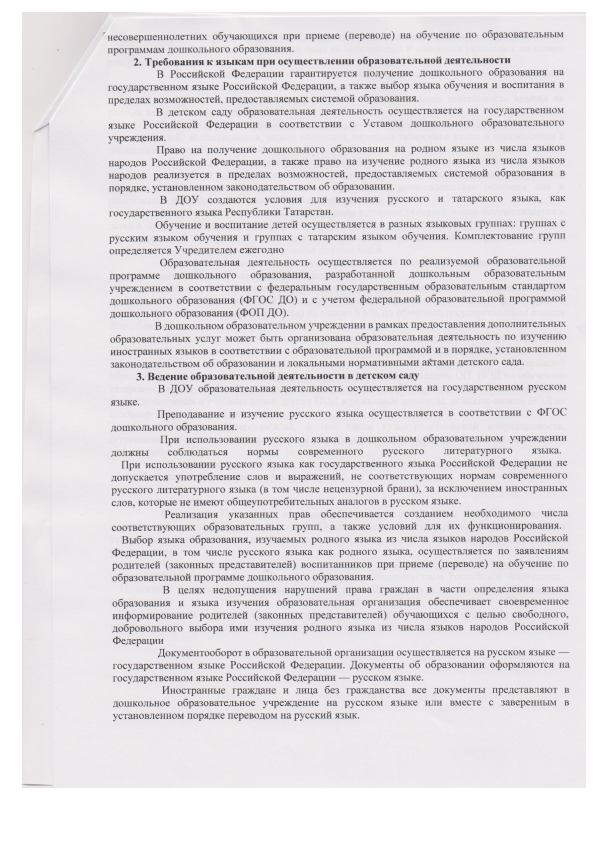 несовершеннолетних обучающихся при приеме (переводе) на обучение по образовательным
программам дошкольного образования.
2. Требования к языкам при осуществлении образовательной деятельности
В Российской Федерации гарантируется получение дошкольного образования на
государственном языке Российской Федерации, а также выбор языка обучения и воспитания в
пределах возможностей, предоставляемых системой образования.
В детском саду образовательная деятельность осуществляется на государственном
языке Российской Федерации в соответствии с Уставом дошкольного образовательного
учреждения.
Право на получение дошкольного образования на родном языке из числа языков
народов Российской Федерации, а также право на изучение родного языка из числа языков
народов реализуется в пределах возможностей, предоставляемых системой образования в
порядке, установленном законодательством об образовании.
В ДОУ создаются условия для изучения русского и татарского языка, как
государственного языка Республики Татарстан.
Обучение и воспитание детей осуществляется в разных языковых группах: группах с
русским языком обучения и группах с татарским языком обучения. Комплектование групп
определяется Учредителем ежегодно
Образовательная деятельность осуществляется по реализуемой образовательной
программе дошкольного образования, разработанной дошкольным образовательным
учреждением в соответствии с федеральным государственным образовательным стандартом
дошкольного образования (ФГОС ДО) и с учетом федеральной образовательной программой
дошкольного образования (ФОП ДО).
В дошкольном образовательном учреждении в рамках предоставления дополнительных
образовательных услуг может быть организована образовательная деятельность по изучению
иностранных языков в соответствии с образовательной программой и в порядке, установленном
законодательством об образовании и локальными нормативными актами детского сада.
3. Ведение образовательной деятельности в детском саду
В ДОУ образовательная деятельность осуществляется на государственном русском
языке.
Преподавание и изучение русского языка осуществляется в соответствии с ФГОС
дошкольного образования.
При использовании русского языка в дошкольном образовательном учреждении
должны соблюдаться нормы современного русского литературного языка.
При использовании русского языка как государственного языка Российской Федерации не
допускается употребление слов и выражений, не соответствующих нормам современного
русского литературного языка (в том числе нецензурной брани), за исключением иностранных
слов, которые не имеют общеупотребительных аналогов в русском языке.
Реализация указанных прав обеспечивается созданием необходимого числа
соответствующих образовательных групп, а также условий для их функционирования.
Выбор языка образования, изучаемых родного языка из числа языков народов Российской
Федерации, в том числе русского языка как родного языка, осуществляется по заявлениям
родителей (законных представителей) воспитанников при приеме (переводе) на обучение по
образовательной программе дошкольного образования.
В целях недопущения нарушений права граждан в части определения языка
образования и языка изучения образовательная организация обеспечивает своевременное
информирование родителей (законных представителей) обучающихся с целью свободного,
добровольного выбора ими изучения родного языка из числа языков народов Российской
Федерации
Документооборот в образовательной организации осуществляется на русском языке —
государственном языке Российской Федерации. Документы об образовании оформляются на
государственном языке Российской Федерации — русском языке.
Иностранные граждане и лица без гражданства все документы представляют в
дошкольное образовательное учреждение на русском языке или вместе с заверенным в
установленном порядке переводом на русский язык.